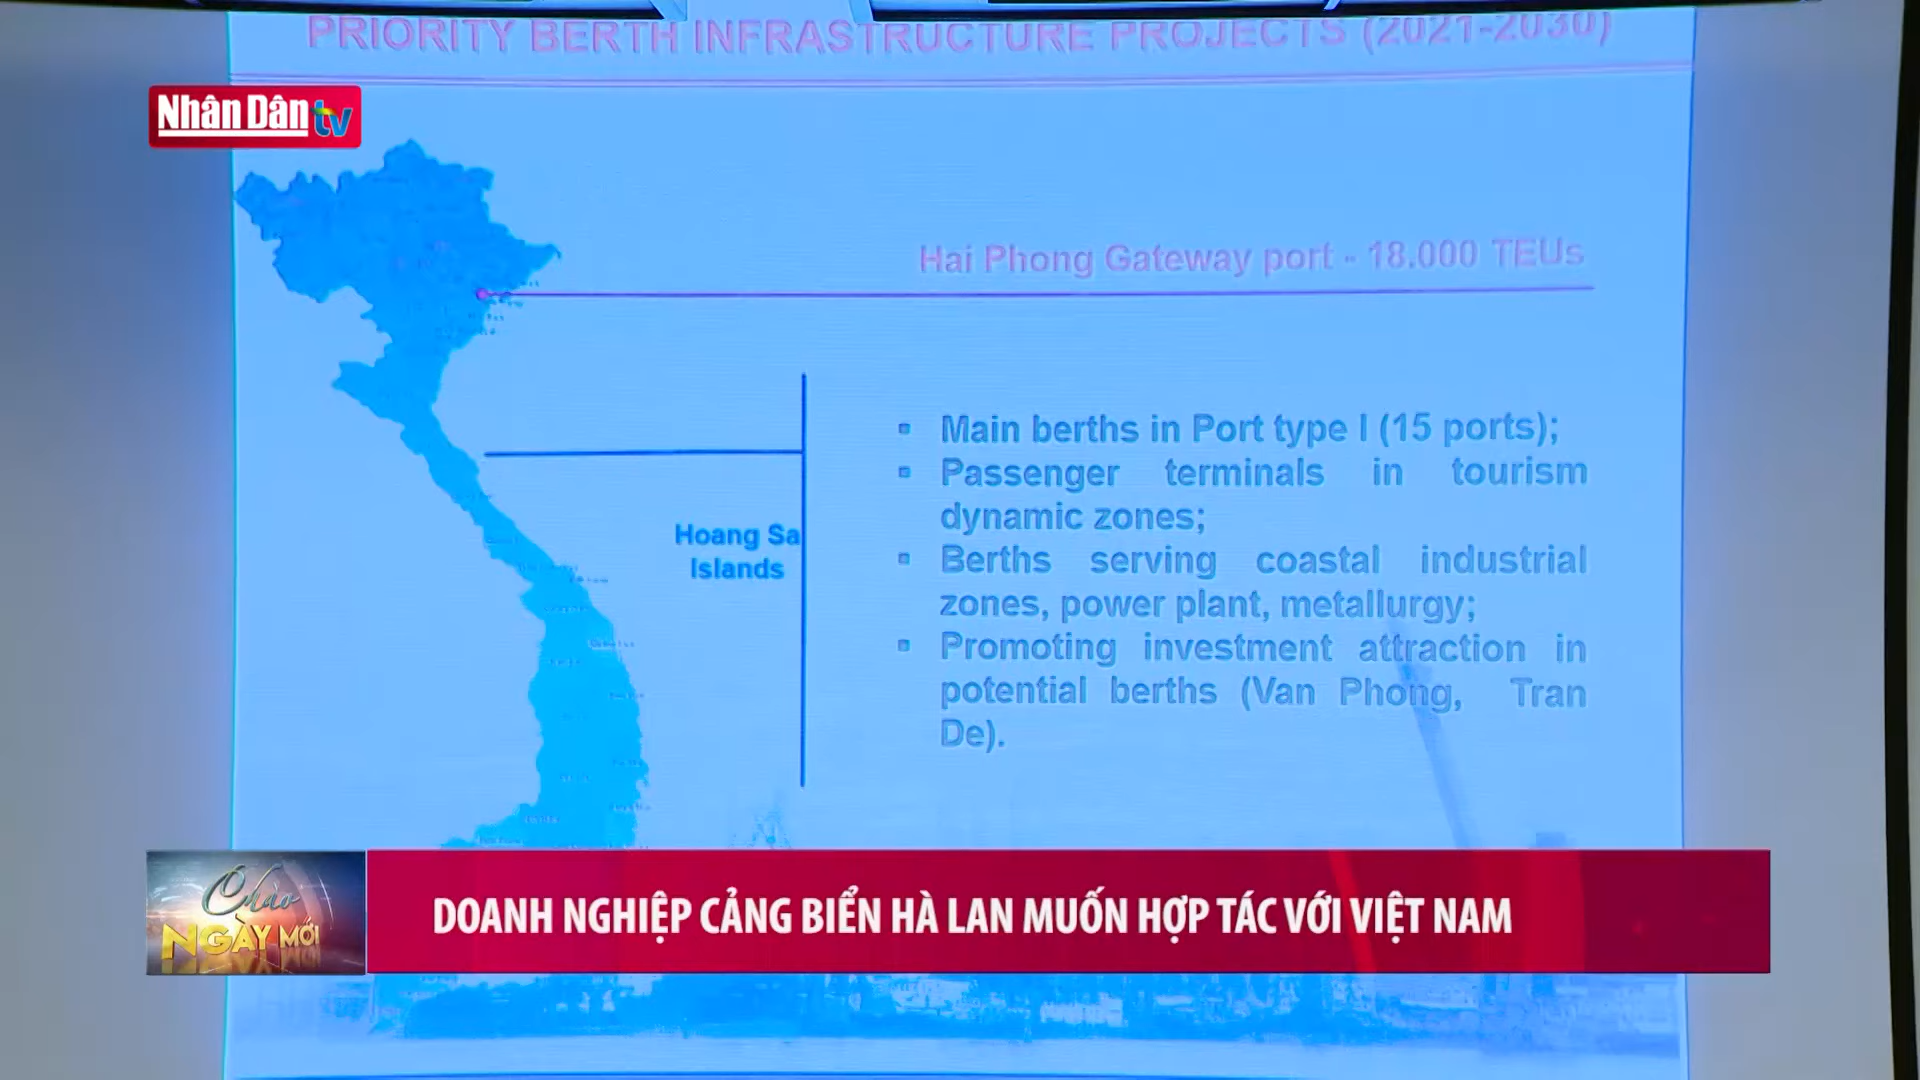 PRIORITY BERTH INFRASTRUCTURE PROJECTS (2021-2030)
Nhân Dân tv
Hai Phong Gateway port - 18.000 TEUs
▪ Main berths in Port type I (15 ports);
▪ Passenger terminals in tourism
dynamic zones;
Hoang Sa
Islands
▪ Berths serving coastal industrial
zones, power plant, metallurgy;
▪ Promoting investment attraction in
potential berths (Van Phong, Tran
De).
Chào
NGÀY MỚI
DOANH NGHIỆP CẢNG BIỂN HÀ LAN MUỐN HỢP TÁC VỚI VIỆT NAM